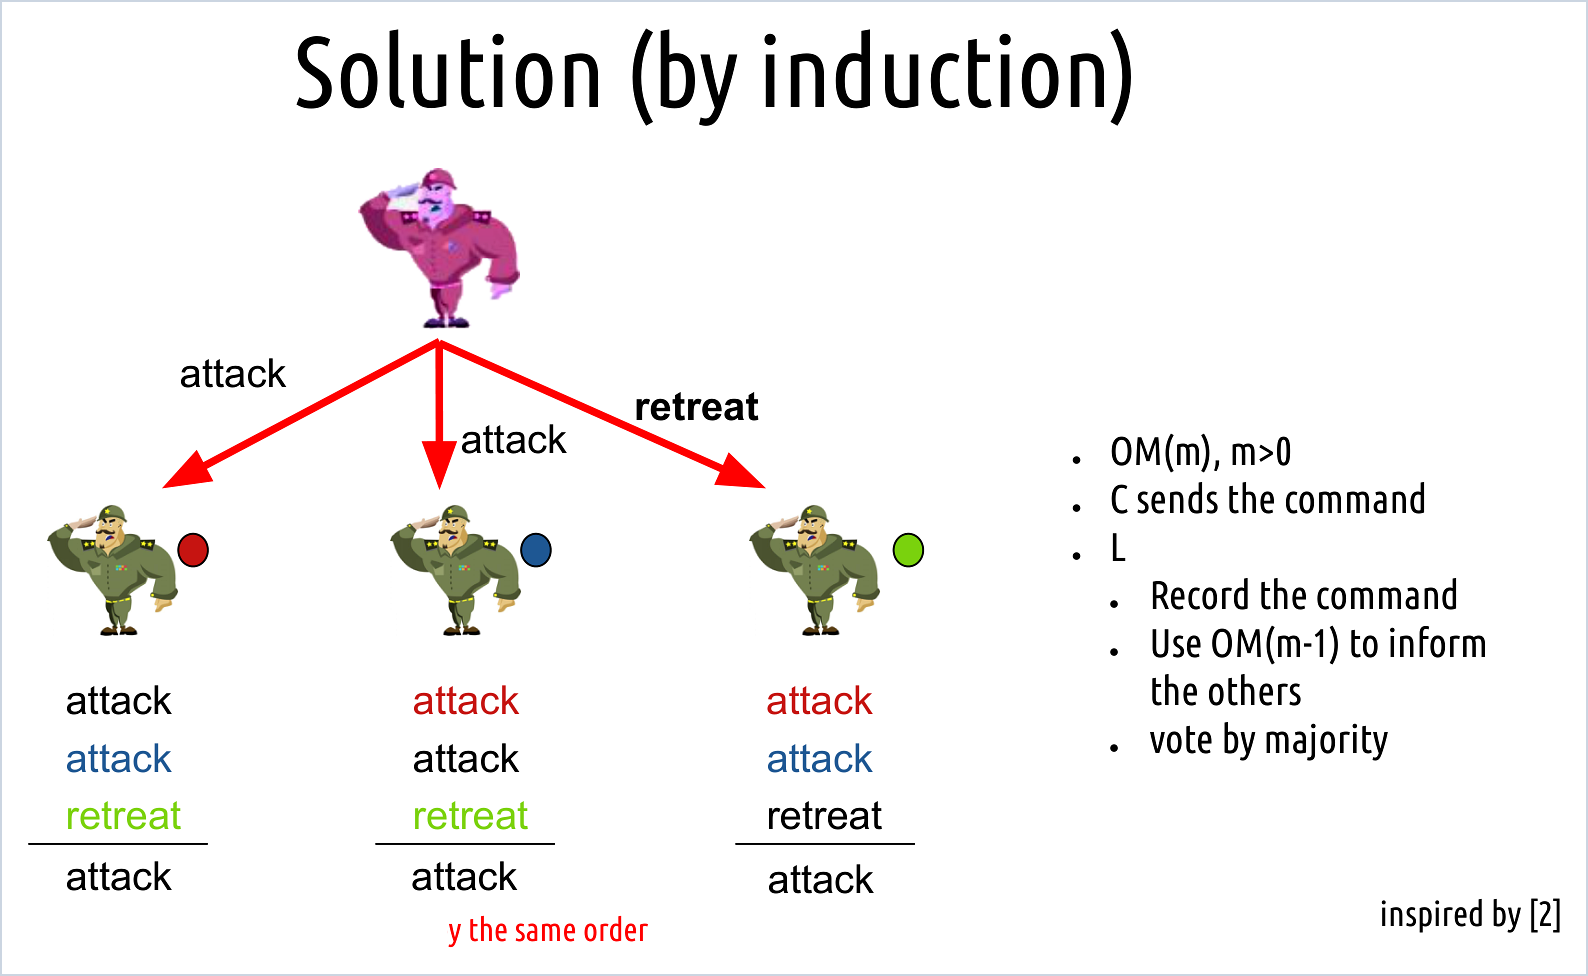 Solution (by induction)
attack
attack
retreat
OM(m), m>0
C sends the command
L
Record the command
Use OM(m-1) to inform
the others
vote by majority
attack
attack
retreat
attack
attack
attack
retreat
attack
attack
attack
retreat
attack
y the same order
inspired by [2]